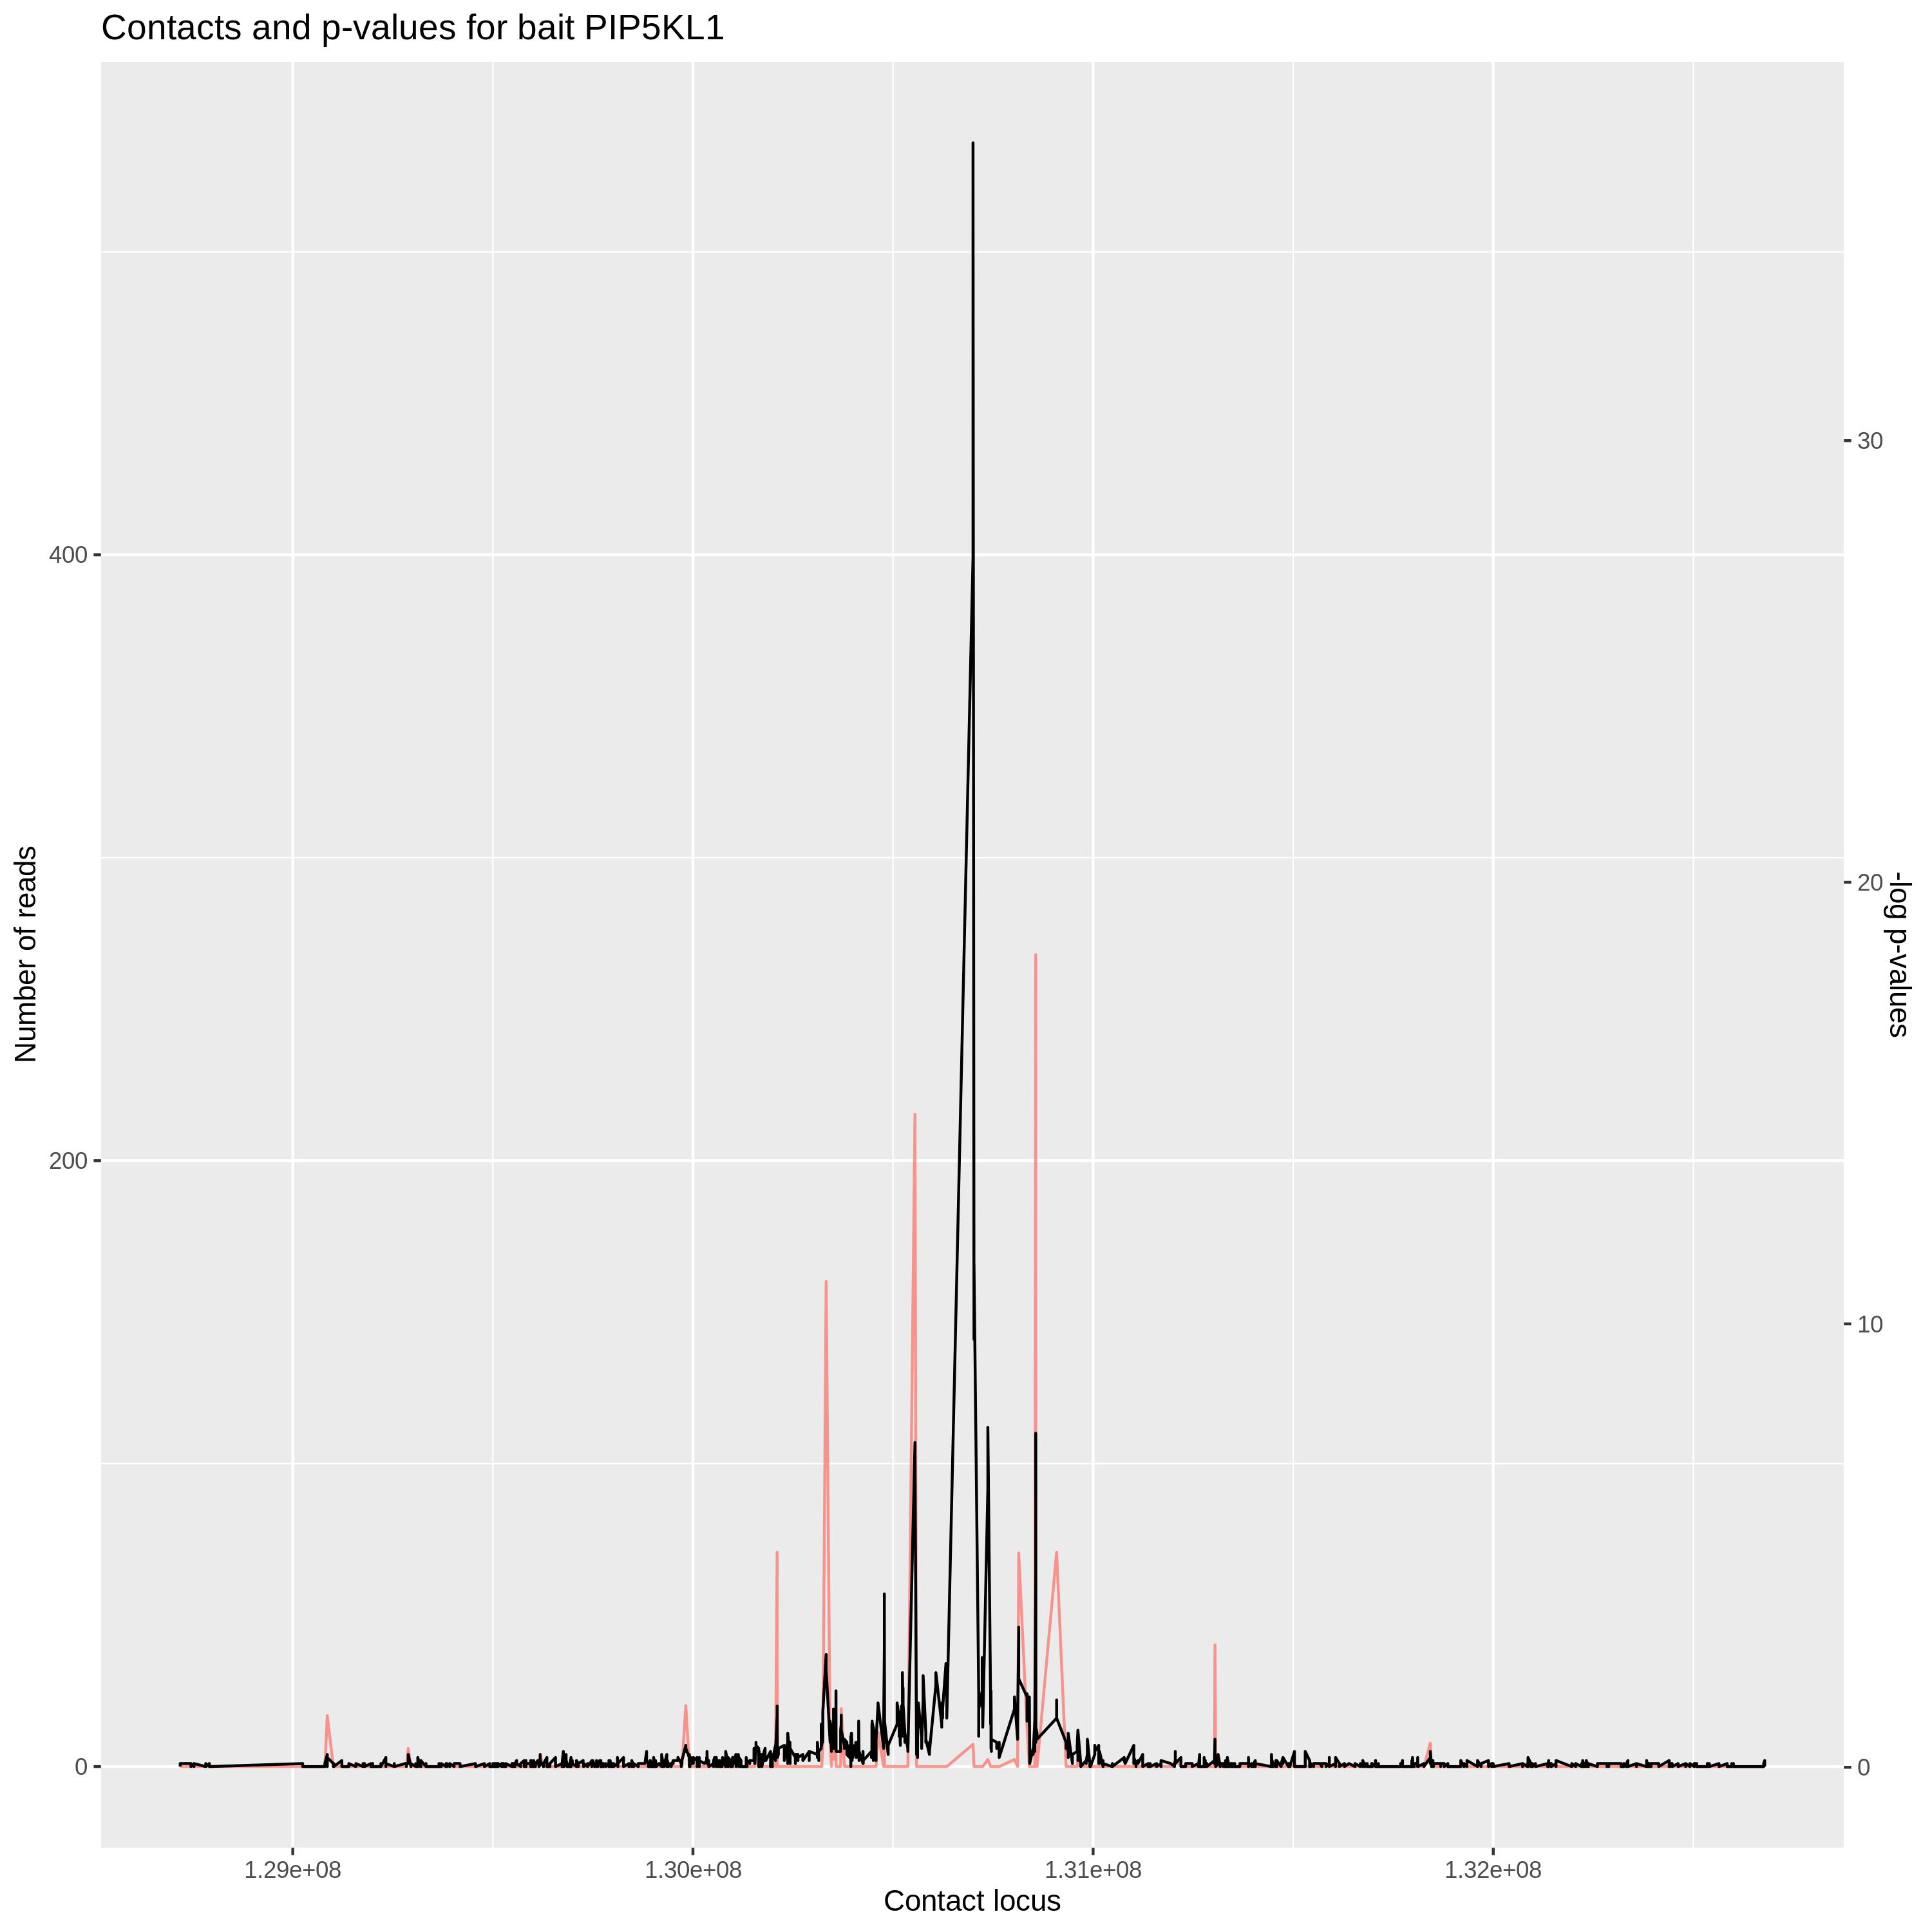 Contacts and p-values for bait PIP5KL1
Number of reads
400
200
0
30
20
10
0
-log p-values
1.29e+08 1.30e+08 1.31e+08 1.32e+08
Contact locus